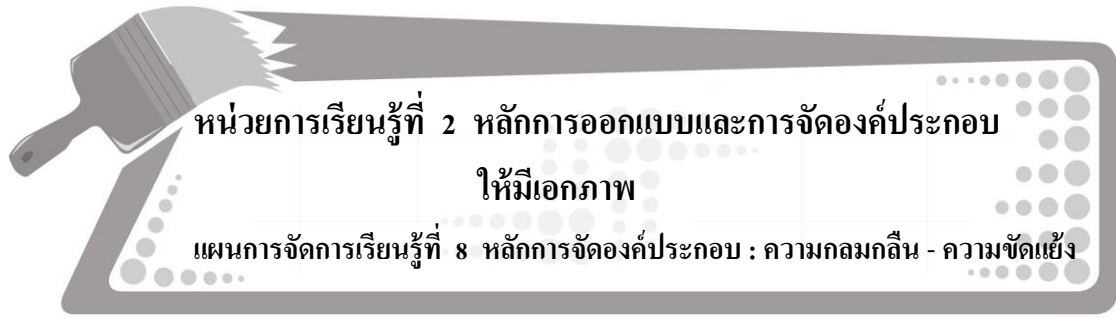 หน่วยการเรียนรู้ที่ 2 หลักการออกแบบและการจัดองค์ประกอบ
ให้มีเอกภาพ
แผนการจัดการเรียนรู้ที่ 8 หลักการจัดองค์ประกอบ : ความกลมกลืน - ความขัดแย้ง